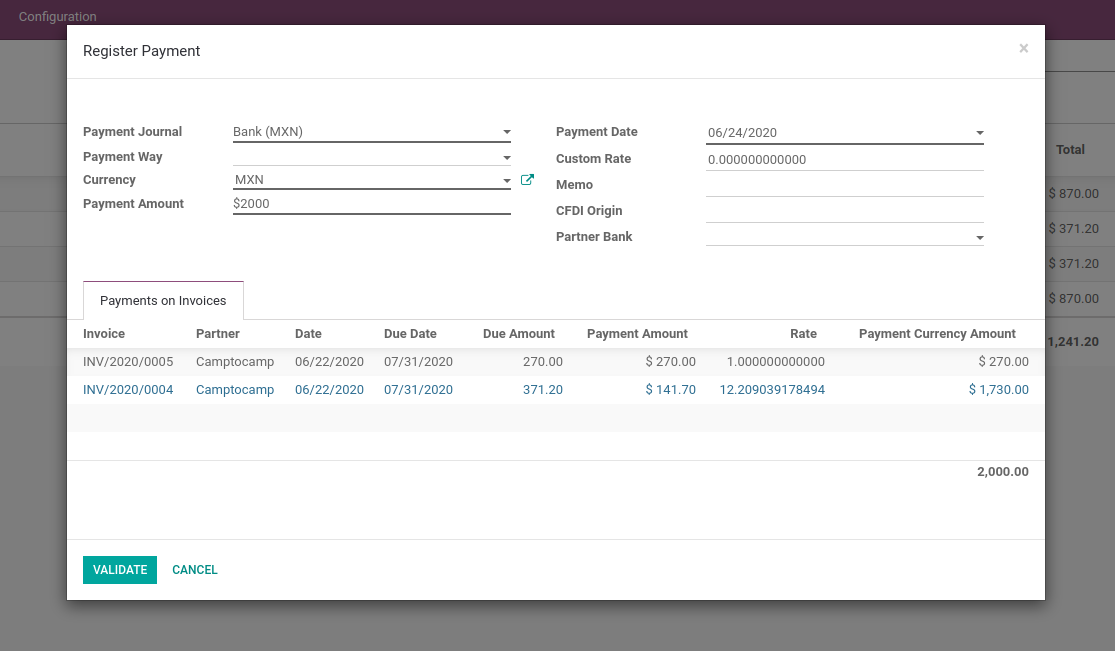 Configuration
Register Payment ×
Payment Journal Bank (MXN) Payment Date 06/24/2020
Payment Way Custom Rate 0.000000000000
Currency MXN Memo
Payment Amount $2000 CFDI Origin
Partner Bank
Total
$ 870.00
$ 371.20
$ 371.20
$ 870.00
1,241.20
Payments on Invoices
Invoice Partner Date Due Date Due Amount Payment Amount Rate Payment Currency Amount
INV/2020/0005 Camptocamp 06/22/2020 07/31/2020 270.00 $ 270.00 1.000000000000 $ 270.00
INV/2020/0004 Camptocamp 06/22/2020 07/31/2020 371.20 $ 141.70 12.209039178494 $ 1,730.00
2,000.00
VALIDATE CANCEL